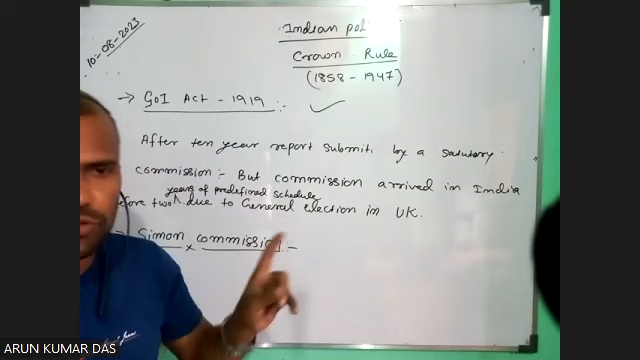 10-08-2023
Indian pol
Crown Rule
(1858 - 1947)
→ GOI Act - 1919 :-
After ten year report submit. by a satutory
commission :- But commission arrived in India
years of predefined schedule
efore two due to General election in UK.
→ Simon commission :-
ARUN KUMAR DAS